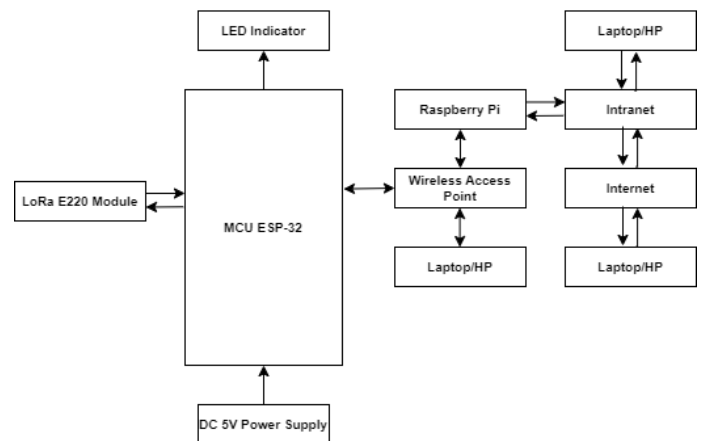 LED Indicator
Laptop/HP
Raspberry Pi
Intranet
LoRa E220 Module
MCU ESP-32
Wireless Access
Point
Internet
Laptop/HP
Laptop/HP
DC 5V Power Supply